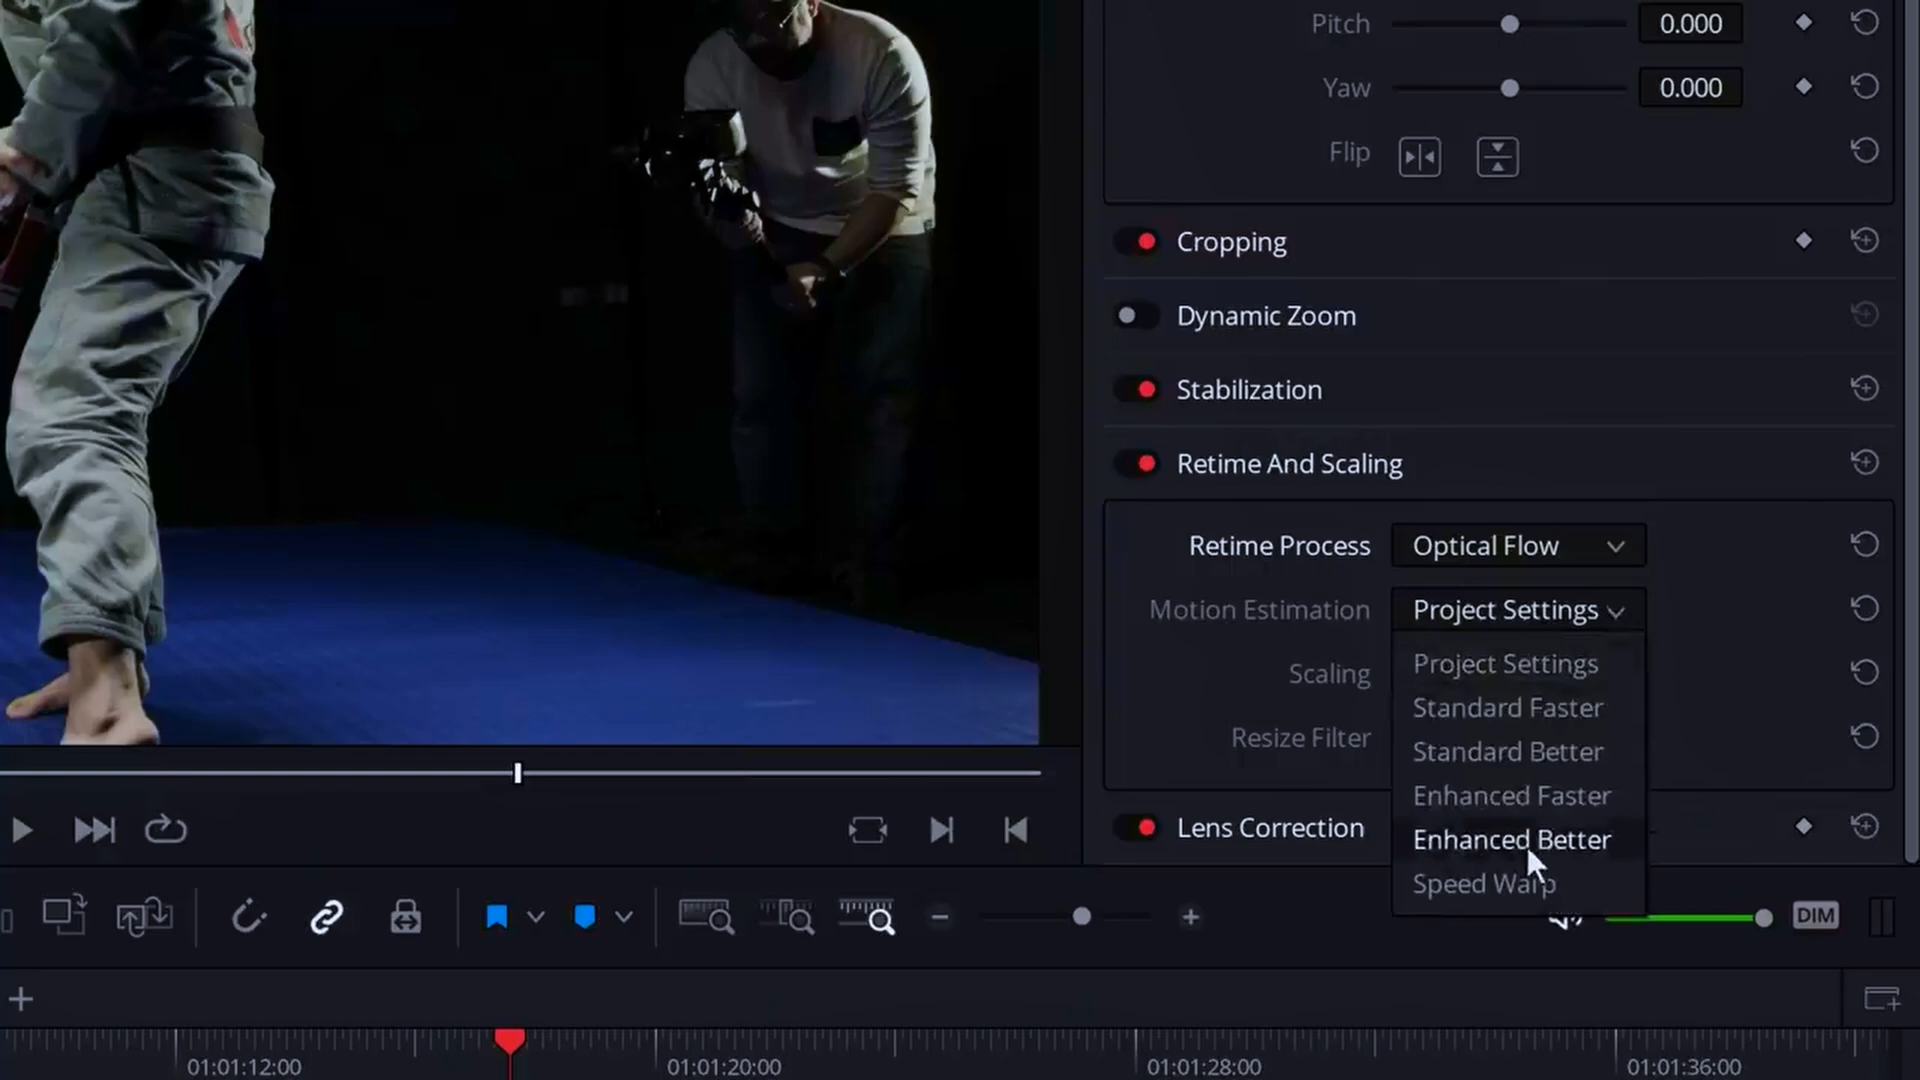 Pitch 0.000
Yaw 0.000
Flip
Cropping
Dynamic Zoom
Stabilization
Retime And Scaling
Retime Process Optical Flow
Motion Estimation Project Settings
Project Settings
Scaling
Standard Faster
Resize Filter
Standard Better
Enhanced Faster
Lens Correction
Enhanced Better
Speed Warp
DIM
01:01:12:00 01:01:20:00 01:01:28:00 01:01:36:00